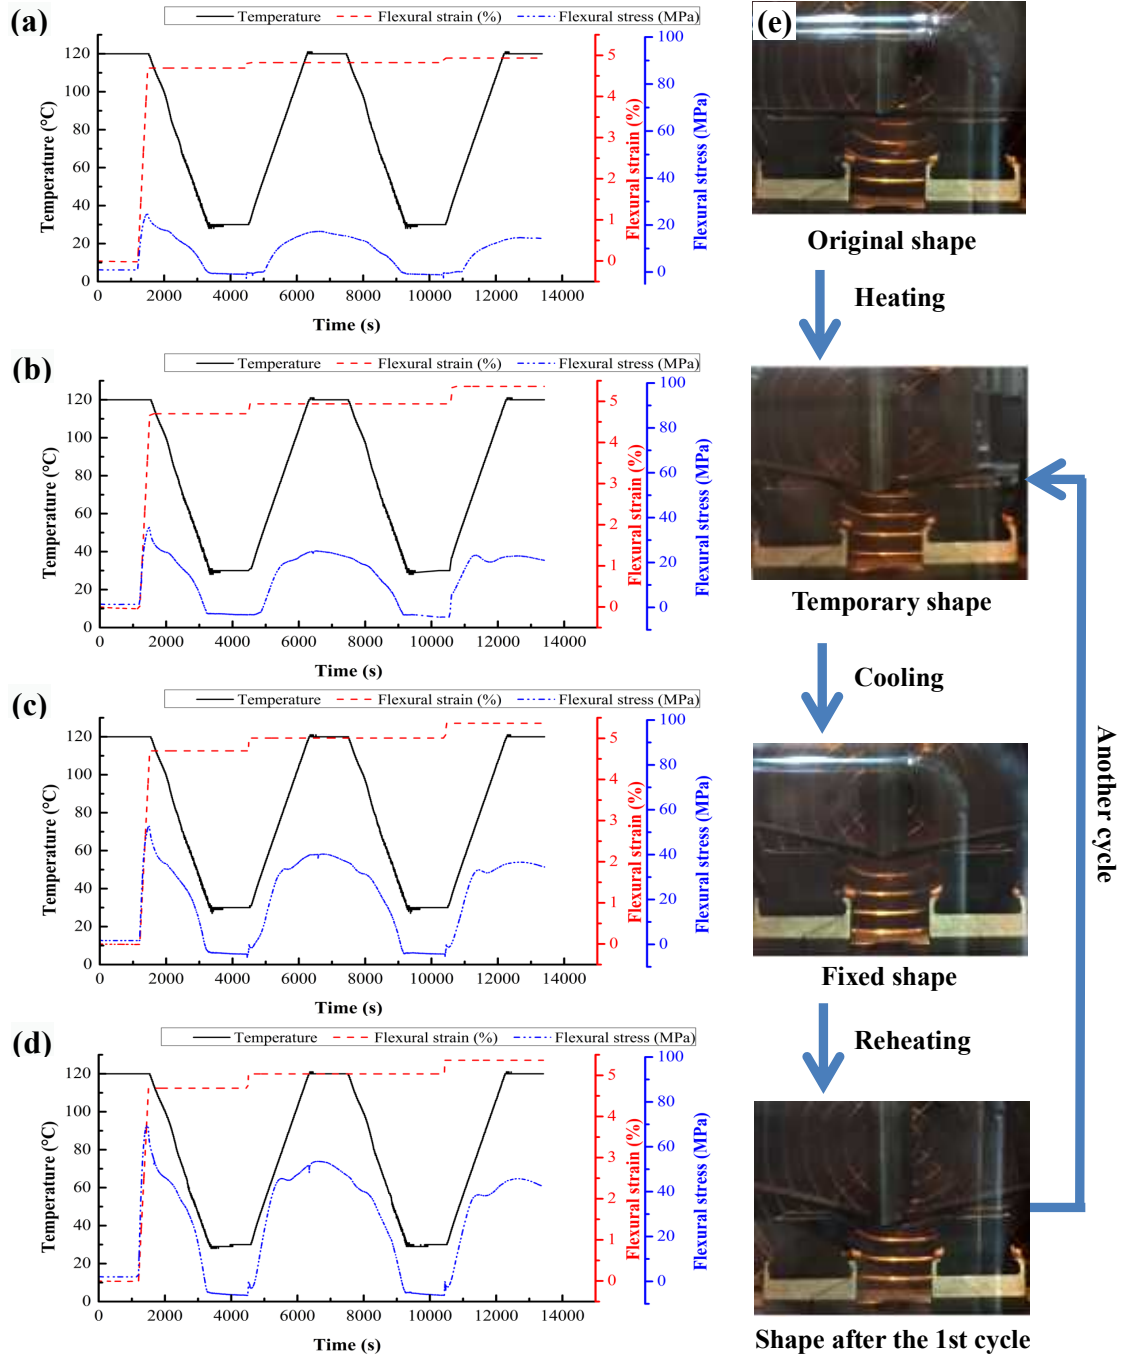 (a)
Temperature Flexural strain (%) Flexural stress (MPa)
120
100
80
60
40
20
0
Temperature (°C)
0 2000 4000 6000 8000 10000 12000 14000
Time (s)
5
4
3
2
1
0
Flexural strain (%)
100
80
60
40
20
0
Flexural stress (MPa)
(b)
Temperature Flexural strain (%) Flexural stress (MPa)
120
100
80
60
40
20
0
Temperature (°C)
0 2000 4000 6000 8000 10000 12000 14000
Time (s)
5
4
3
2
1
0
Flexural strain (%)
100
80
60
40
20
0
Flexural stress (MPa)
(c)
Temperature Flexural strain (%) Flexural stress (MPa)
120
100
80
60
40
20
0
Temperature (°C)
0 2000 4000 6000 8000 10000 12000 14000
Time (s)
5
4
3
2
1
0
Flexural strain (%)
100
80
60
40
20
0
Flexural stress (MPa)
(d)
Temperature Flexural strain (%) Flexural stress (MPa)
120
100
80
60
40
20
0
Temperature (°C)
0 2000 4000 6000 8000 10000 12000 14000
Time (s)
5
4
3
2
1
0
Flexural strain (%)
100
80
60
40
20
0
Flexural stress (MPa)
(e)
Original shape
Heating
Temporary shape
Cooling
Fixed shape
Reheating
Shape after the 1st cycle
Another cycle